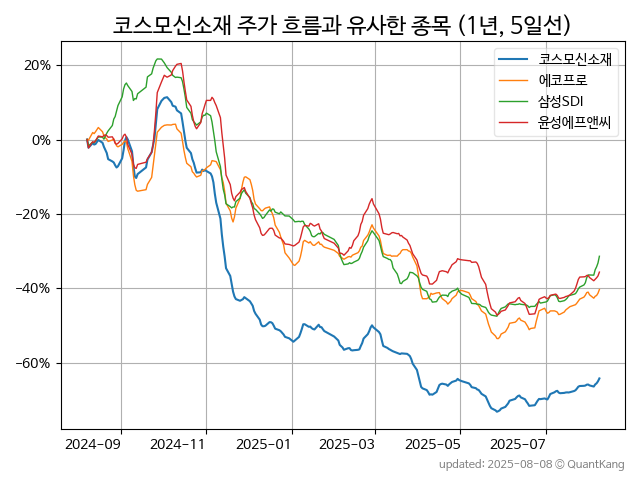 코스모신소재 주가 흐름과 유사한 종목 (1년, 5일선)
코스모신소재
에코프로
삼성SDI
윤성에프앤씨
20%
0%
−20%
−40%
−60%
2024-09 2024-11 2025-01 2025-03 2025-05 2025-07
updated: 2025-08-08 © QuantKang